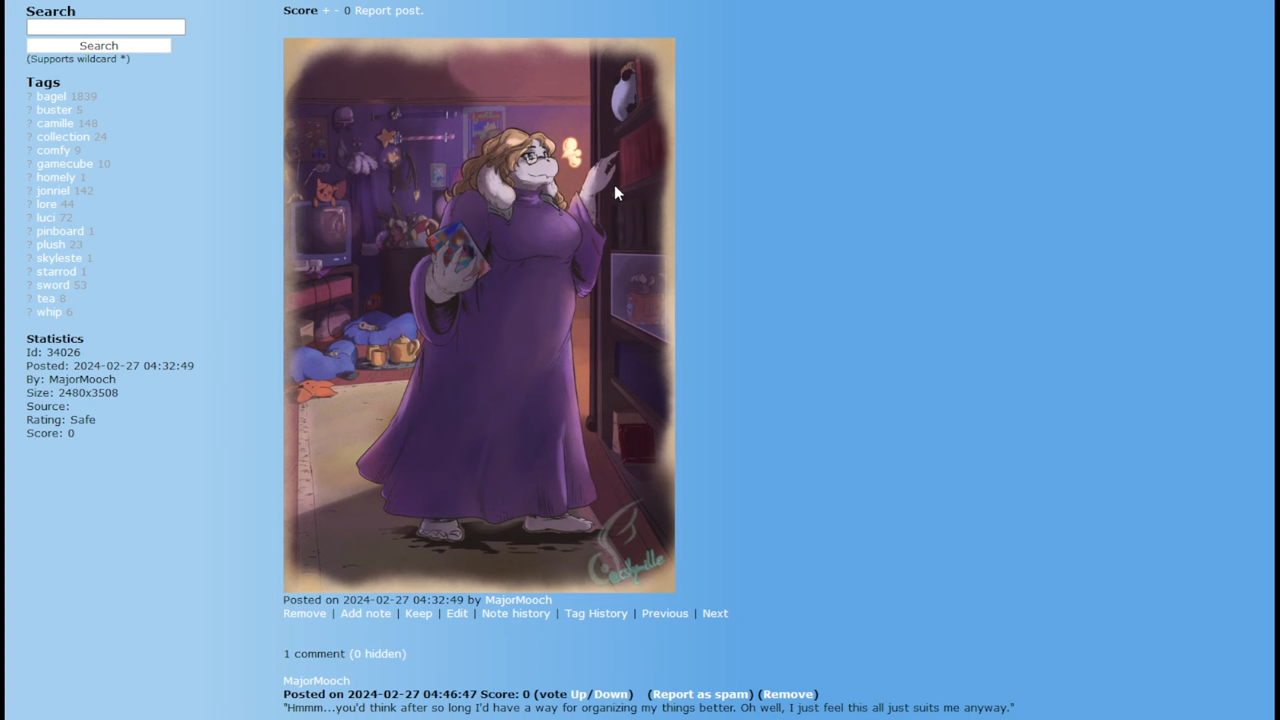 Search
Search
(Supports wildcard *)
Tags
? bagel 1839
? buster 5
? camille 148
? collection 24
? comfy 9
? gamecube 10
? homely 1
? jonriel 142
? lore 44
? luci 72
? pinboard 1
? plush 23
? skyleste 1
? starrod 1
? sword 53
? tea 8
? whip 6
Statistics
Id: 34026
Posted: 2024-02-27 04:32:49
By: MajorMooch
Size: 2480x3508
Source:
Rating: Safe
Score: 0
Score + - 0 Report post.
Posted on 2024-02-27 04:32:49 by MajorMooch
Remove | Add note | Keep | Edit | Note history | Tag History | Previous | Next
1 comment (0 hidden)
MajorMooch
Posted on 2024-02-27 04:46:47 Score: 0 (vote Up/Down) (Report as spam) (Remove)
"Hmmm...you'd think after so long I'd have a way for organizing my things better. Oh well, I just feel this all just suits me anyway."